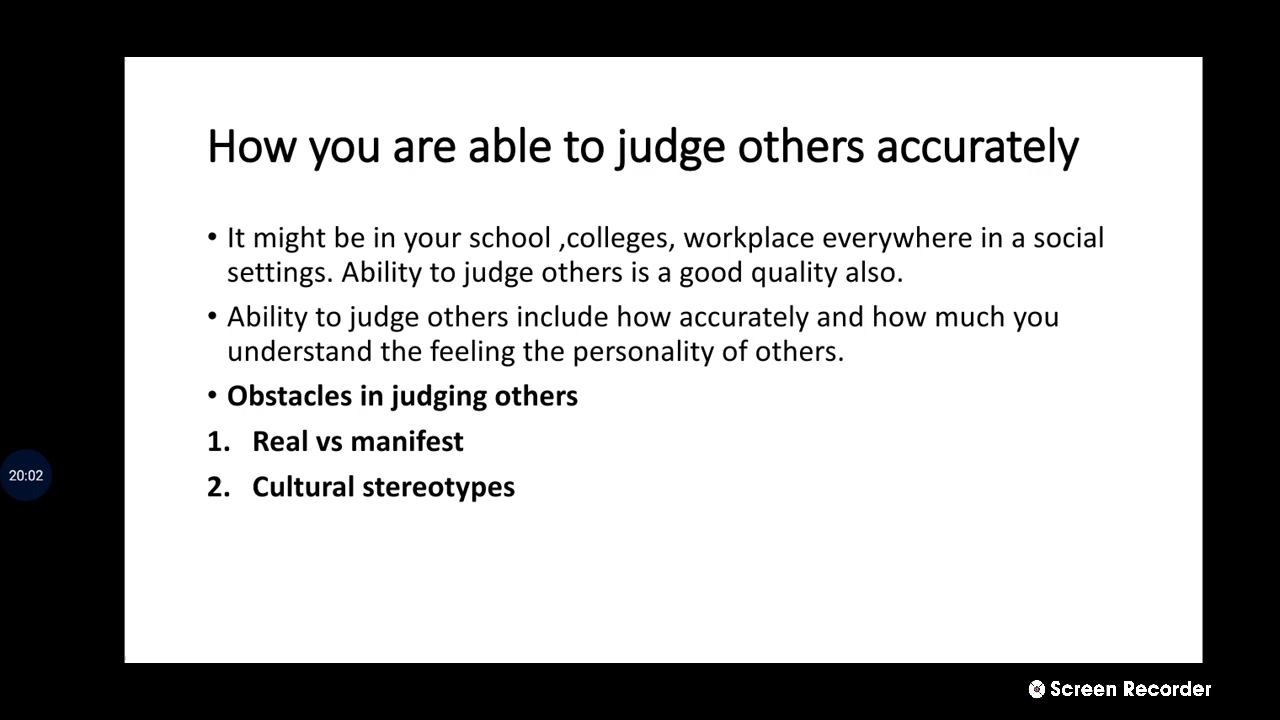 How you are able to judge others accurately
• It might be in your school ,colleges, workplace everywhere in a social
settings. Ability to judge others is a good quality also.
• Ability to judge others include how accurately and how much you
understand the feeling the personality of others.
• Obstacles in judging others
1. Real vs manifest
2. Cultural stereotypes
20:02
Screen Recorder